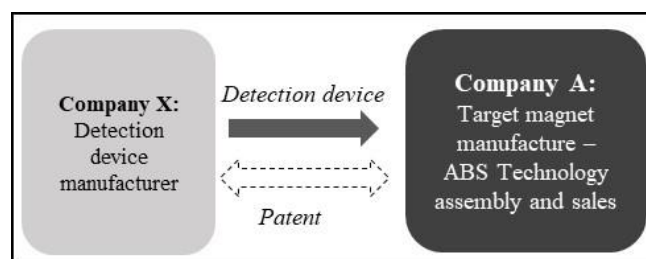 Company X:
Detection
device
manufacturer
Detection device
Patent
Company A:
Target magnet
manufacture –
ABS Technology
assembly and sales